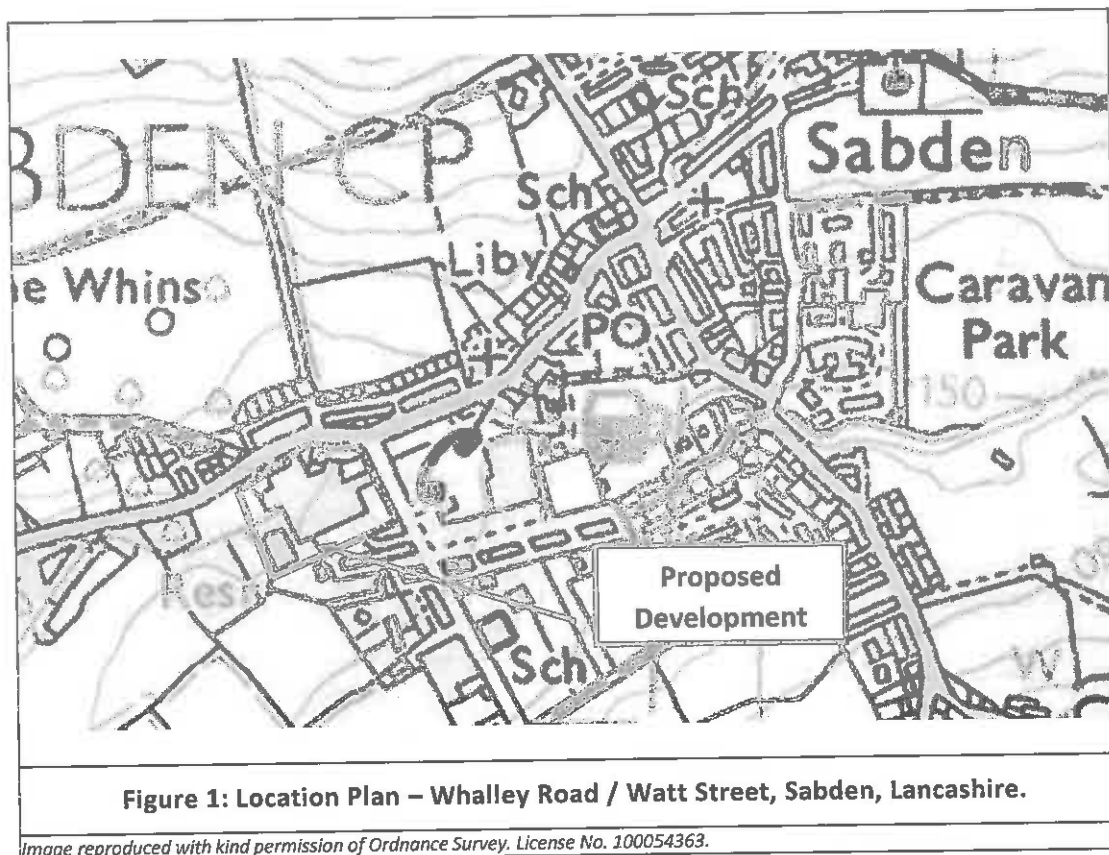 Sch
Sabden
BDEN CP
Sch
Liby
e Whins
PO
Caravan
Park
150
Res
Proposed
Development
Sch
W
Figure 1: Location Plan – Whalley Road / Watt Street, Sabden, Lancashire.
Image reproduced with kind permission of Ordnance Survey. License No. 100054363.